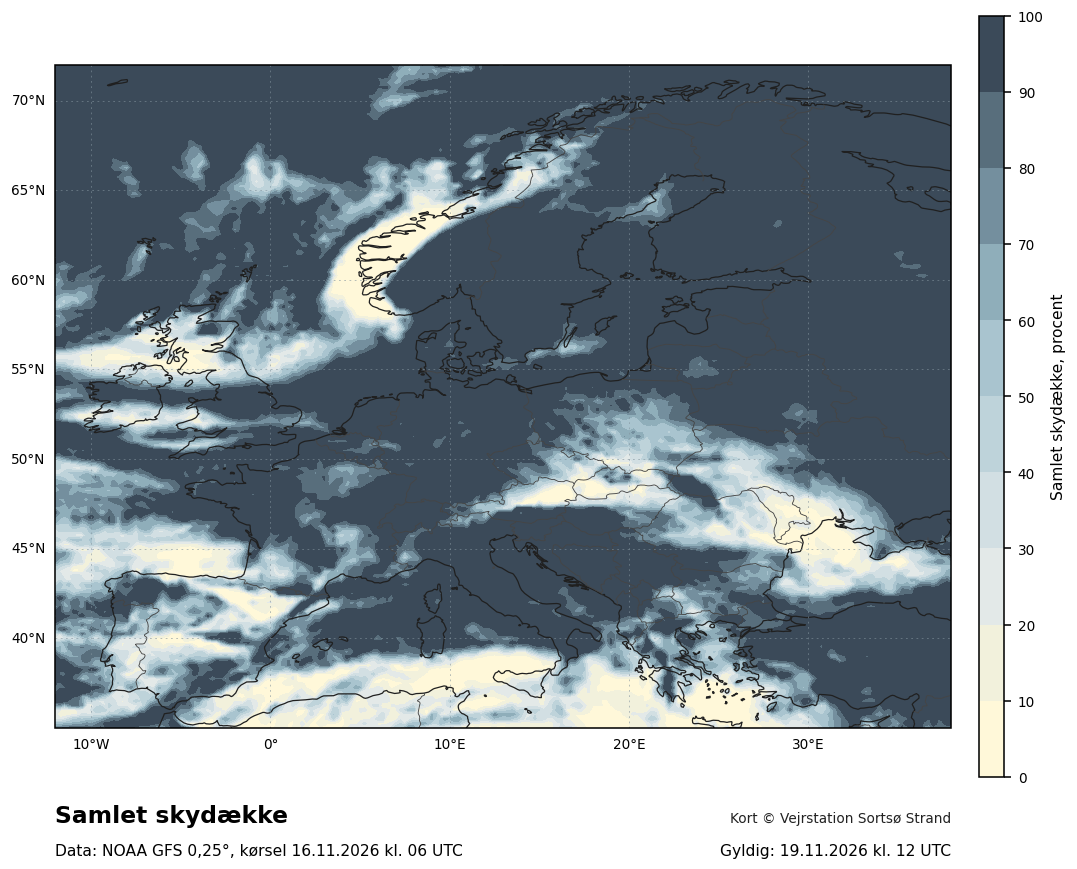 70°N
65°N
60°N
55°N
50°N
45°N
40°N
10°W
0°
10°E
20°E
30°E
100
90
80
70
60
50
40
30
20
10
0
Samlet skydække, procent
Samlet skydække
Kort © Vejrstation Sortsø Strand
Data: NOAA GFS 0,25°, kørsel 16.11.2026 kl. 06 UTC
Gyldig: 19.11.2026 kl. 12 UTC